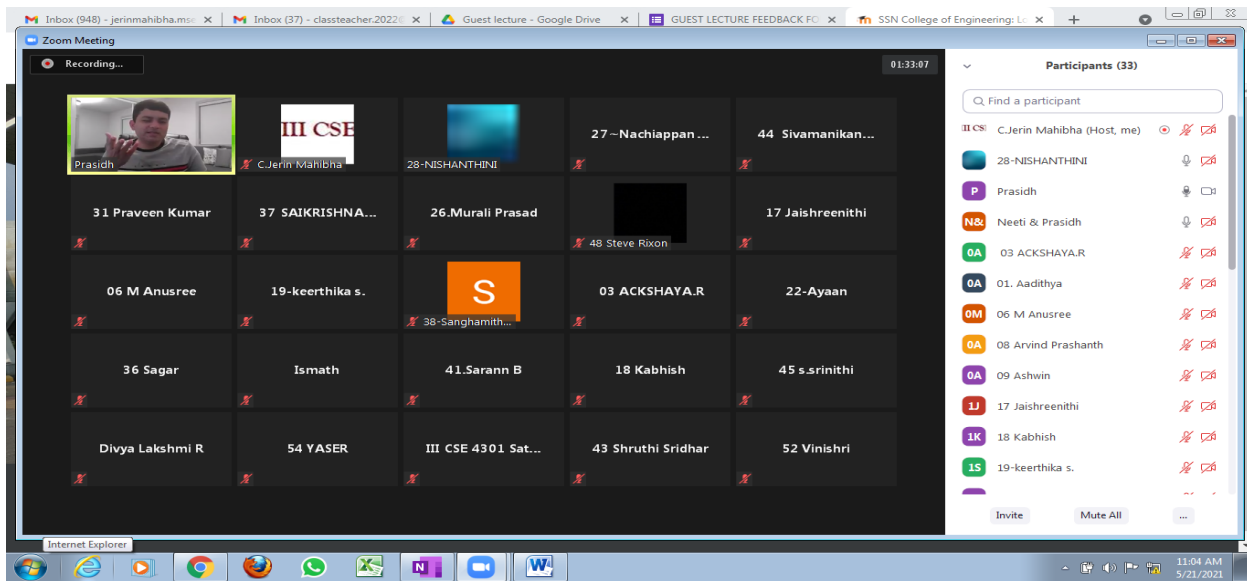 Inbox (948) - jerinmahibha.mse
Inbox (37) - classteacher.2022
Guest lecture - Google Drive
GUEST LECTURE FEEDBACK FO
SSN College of Engineering: Lo
Zoom Meeting
Recording...
01:33:07
Prasidh
III CSE
C.Jerin Mahibha
28-NISHANTHINI
27~Nachiappan ...
44 Sivamanikan...
31 Praveen Kumar
37 SAIKRISHNA...
26.Murali Prasad
48 Steve Rixon
17 Jaishreenithi
06 M Anusree
19-keerthika s.
S
38-Sanghamith...
03 ACKSHAYA.R
22-Ayaan
36 Sagar
Ismath
41.Sarann B
18 Kabhish
45 s.srinithi
Divya Lakshmi R
54 YASER
III CSE 4301 Sat...
43 Shruthi Sridhar
52 Vinishri
Participants (33)
Find a participant
III CSE C.Jerin Mahibha (Host, me)
28-NISHANTHINI
P Prasidh
N& Neeti & Prasidh
0A 03 ACKSHAYA.R
0A 01. Aadithya
0M 06 M Anusree
0A 08 Arvind Prashanth
0A 09 Ashwin
1J 17 Jaishreenithi
1K 18 Kabhish
1S 19-keerthika s.
Invite
Mute All
...
Internet Explorer
N
W
11:04 AM
5/21/2021